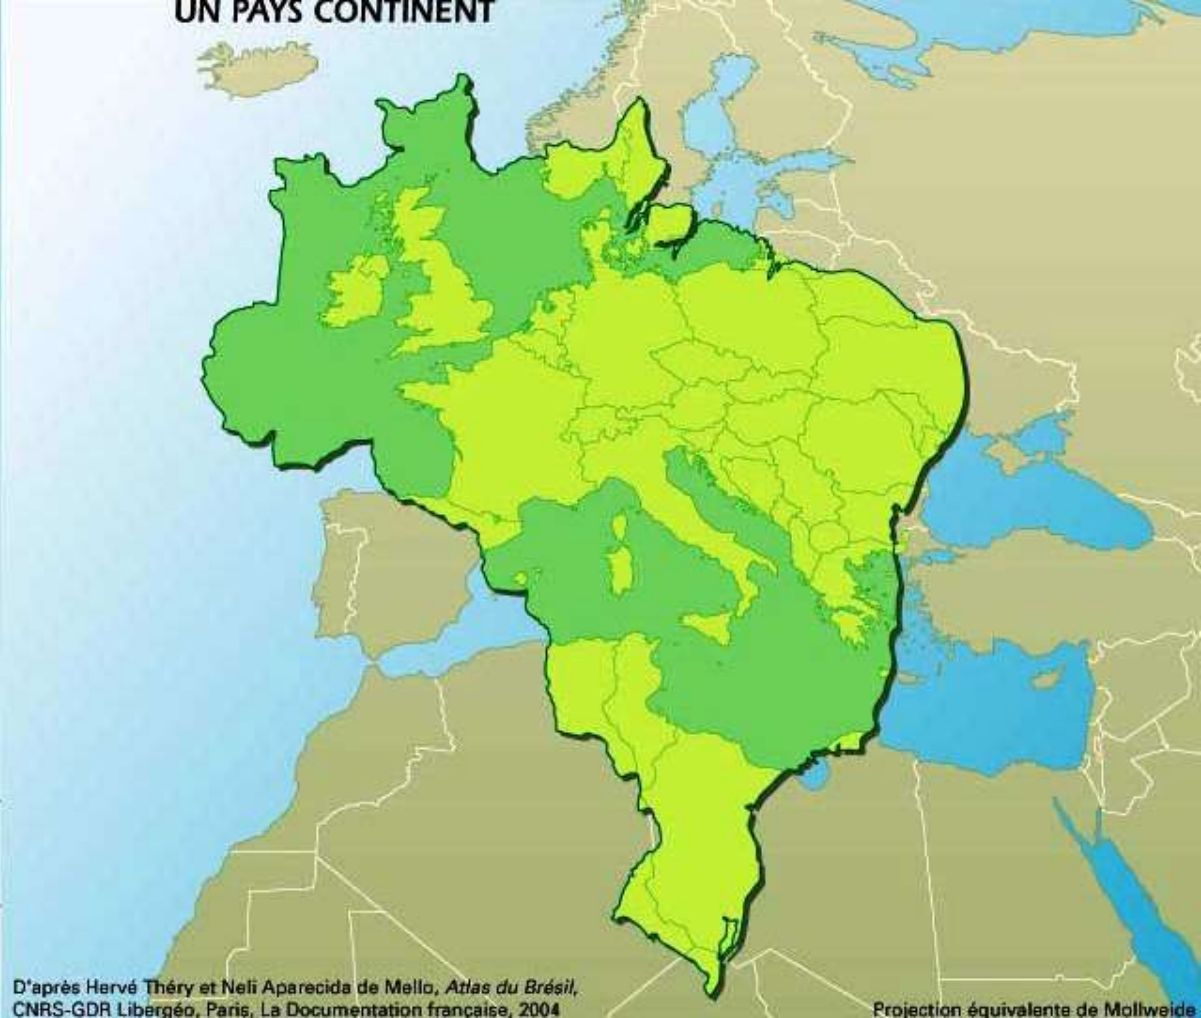 UN PAYS CONTINENT
D'après Hervé Théry et Neli Aparecida de Mello, Atlas du Brésil,
CNRS-GDR Libergéo, Paris, La Documentation française, 2004
Projection équivalente de Mollweide